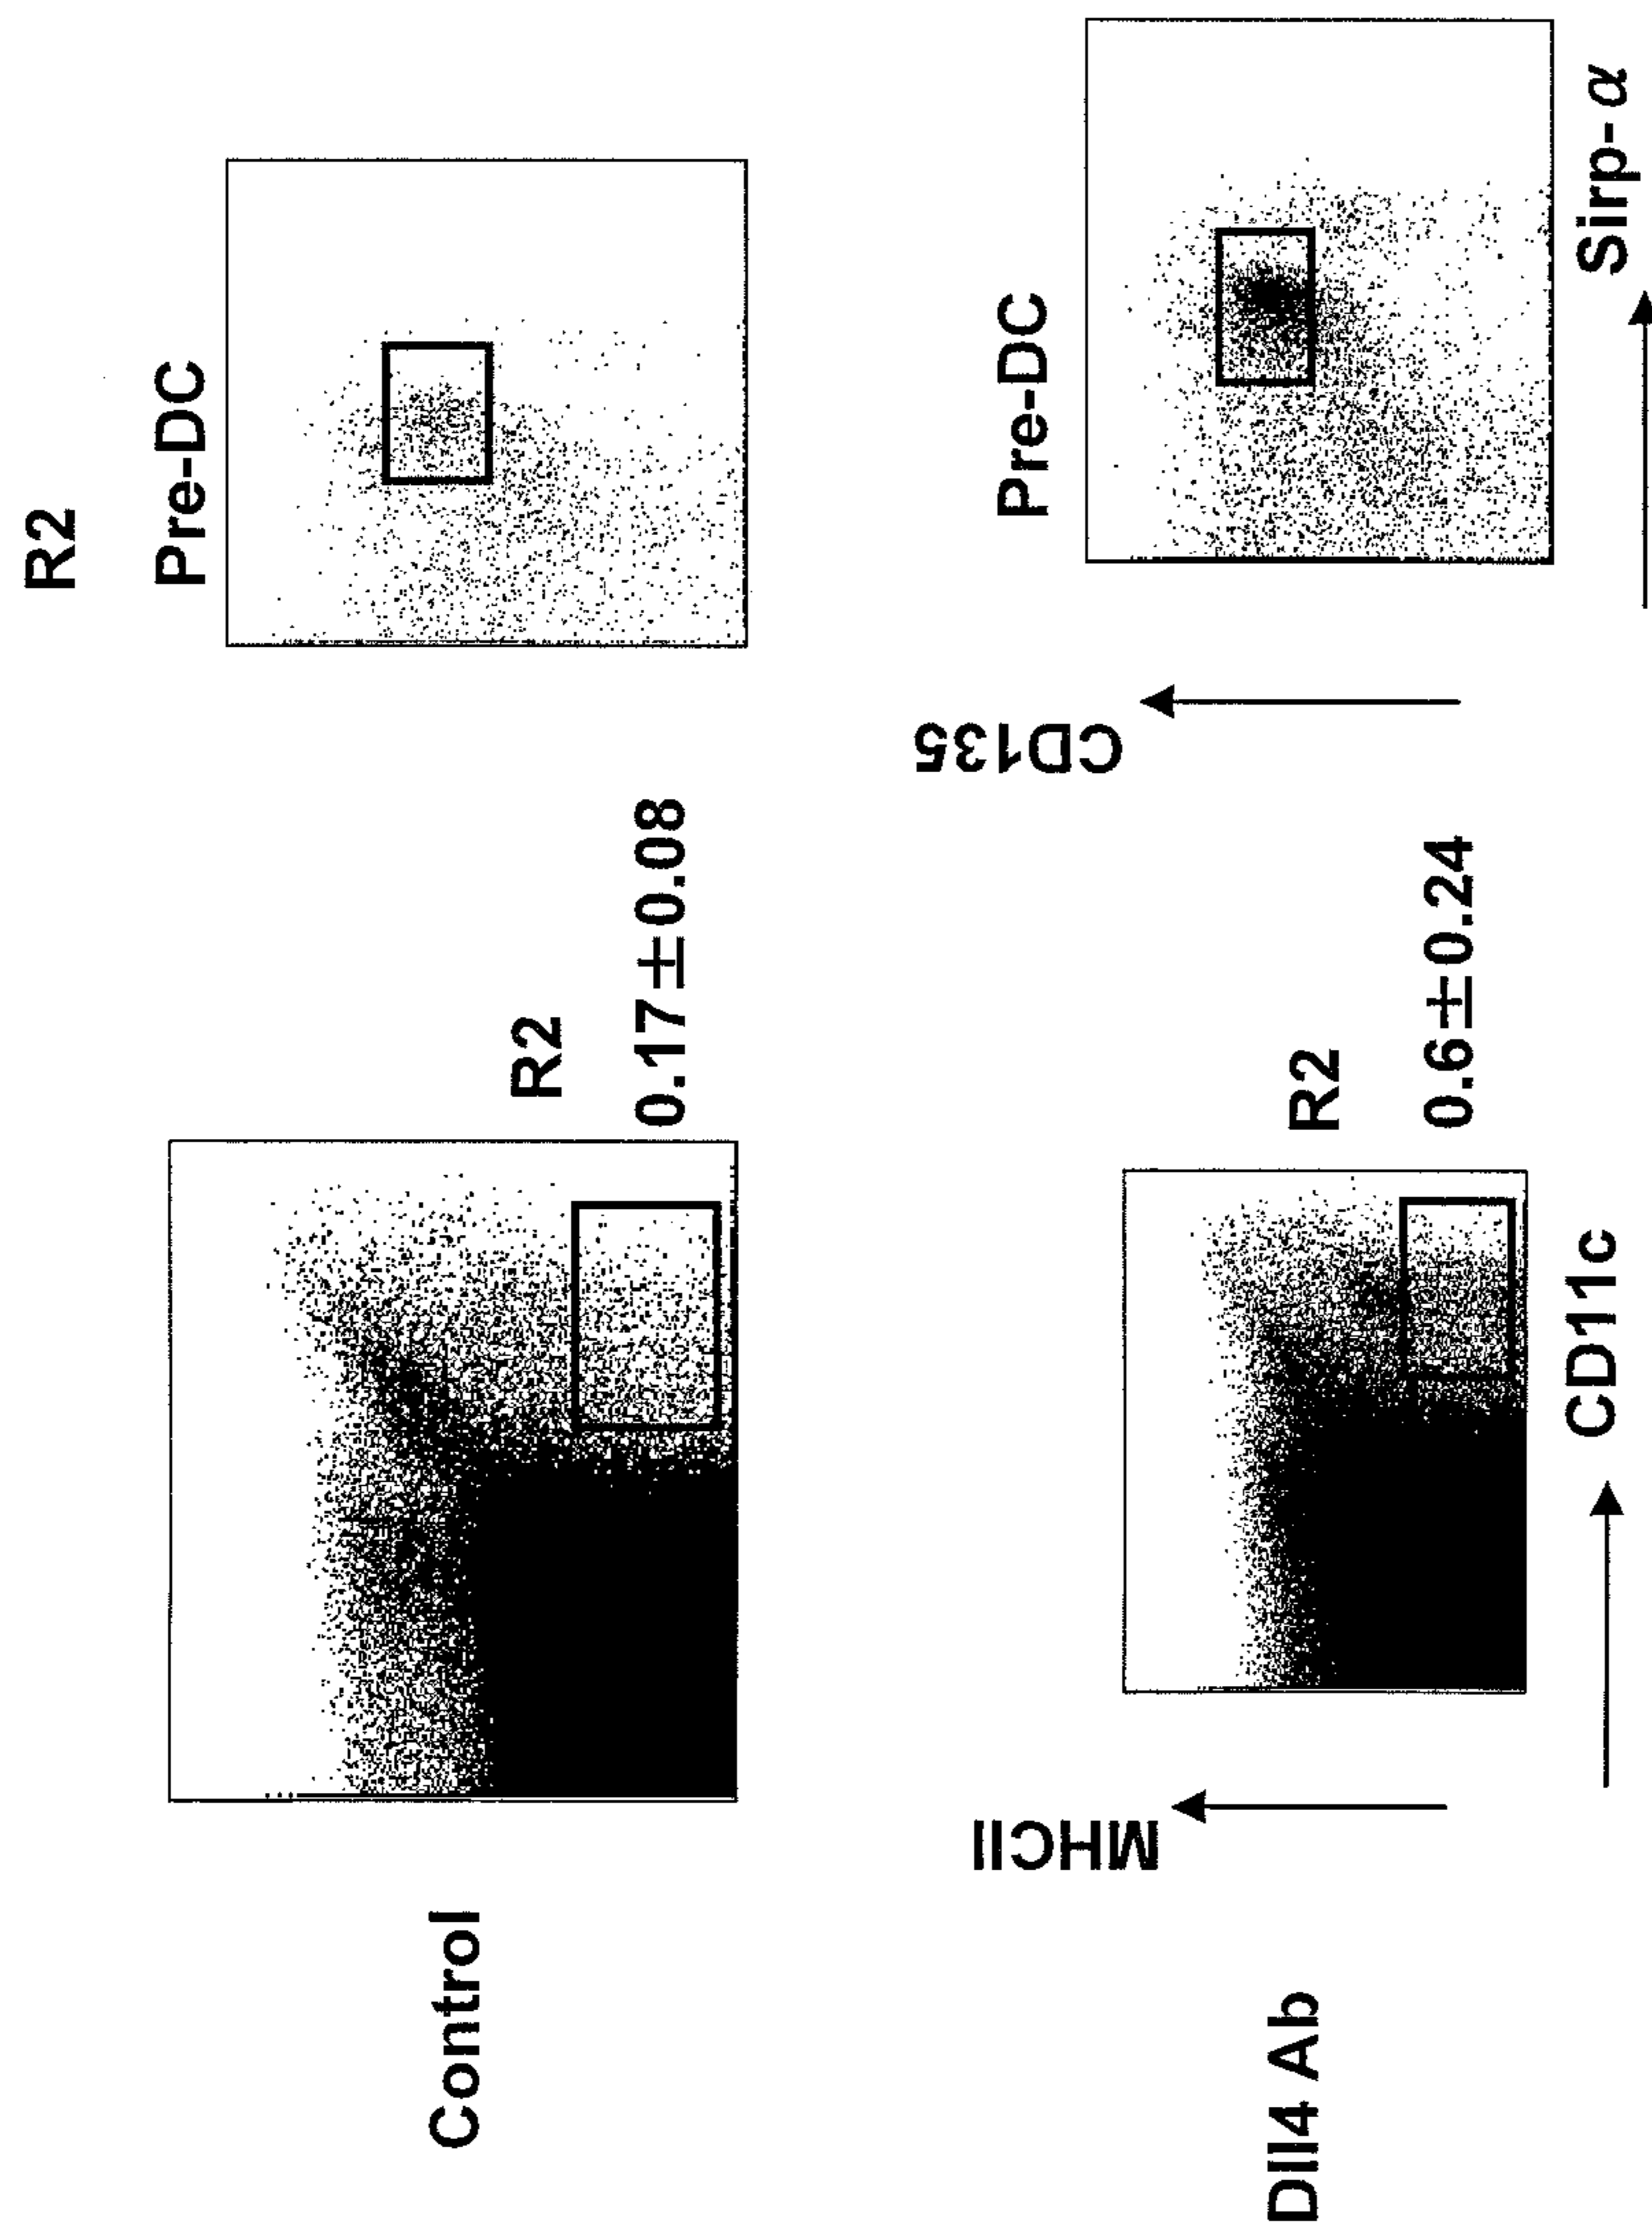 R2
Pre-DC
Control
R2
0.17±0.08
CD135
Pre-DC
Sirp-α
MHCII
Dll4 Ab
R2
0.6±0.24
CD11c